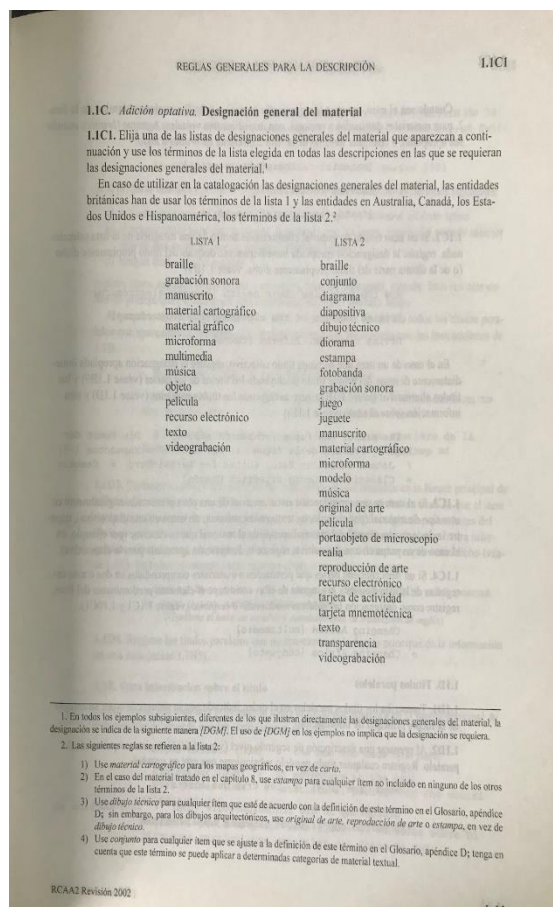 REGLAS GENERALES PARA LA DESCRIPCIÓN
1.1C1
1.1C. Adición optativa. Designación general del material
1.1C1. Elija una de las listas de designaciones generales del material que aparezcan a conti-
nuación y use los términos de la lista elegida en todas las descripciones en las que se requieran
las designaciones generales del material.¹
En caso de utilizar en la catalogación las designaciones generales del material, las entidades
británicas han de usar los términos de la lista 1 y las entidades en Australia, Canadá, los Esta-
dos Unidos e Hispanoamérica, los términos de la lista 2.²
LISTA 1
braille
grabación sonora
manuscrito
material cartográfico
material gráfico
microforma
multimedia
música
objeto
película
recurso electrónico
texto
videograbación
LISTA 2
braille
conjunto
diagrama
diapositiva
dibujo técnico
diorama
estampa
fotobanda
grabación sonora
juego
juguete
manuscrito
material cartográfico
microforma
modelo
música
original de arte
película
portaobjeto de microscopio
realia
reproducción de arte
recurso electrónico
tarjeta de actividad
tarjeta mnemotécnica
texto
transparencia
videograbación
1. En todos los ejemplos subsiguientes, diferentes de los que ilustran directamente las designaciones generales del material, la
designación se indica de la siguiente manera [DGM]. El uso de [DGM] en los ejemplos no implica que la designación se requiera.
2. Las siguientes reglas se refieren a la lista 2:
1) Use material cartográfico para los mapas geográficos, en vez de carta.
2) En el caso del material tratado en el capítulo 8, use estampa para cualquier ítem no incluido en ninguno de los otros
términos de la lista 2.
3) Use dibujo técnico para cualquier ítem que esté de acuerdo con la definición de este término en el Glosario, apéndice
D; sin embargo, para los dibujos arquitectónicos, use original de arte, reproducción de arte o estampa, en vez de
dibujo técnico.
4) Use conjunto para cualquier ítem que se ajuste a la definición de este término en el Glosario, apéndice D; tenga en
cuenta que este término se puede aplicar a determinadas categorías de material textual.
RCAA2 Revisión 2002